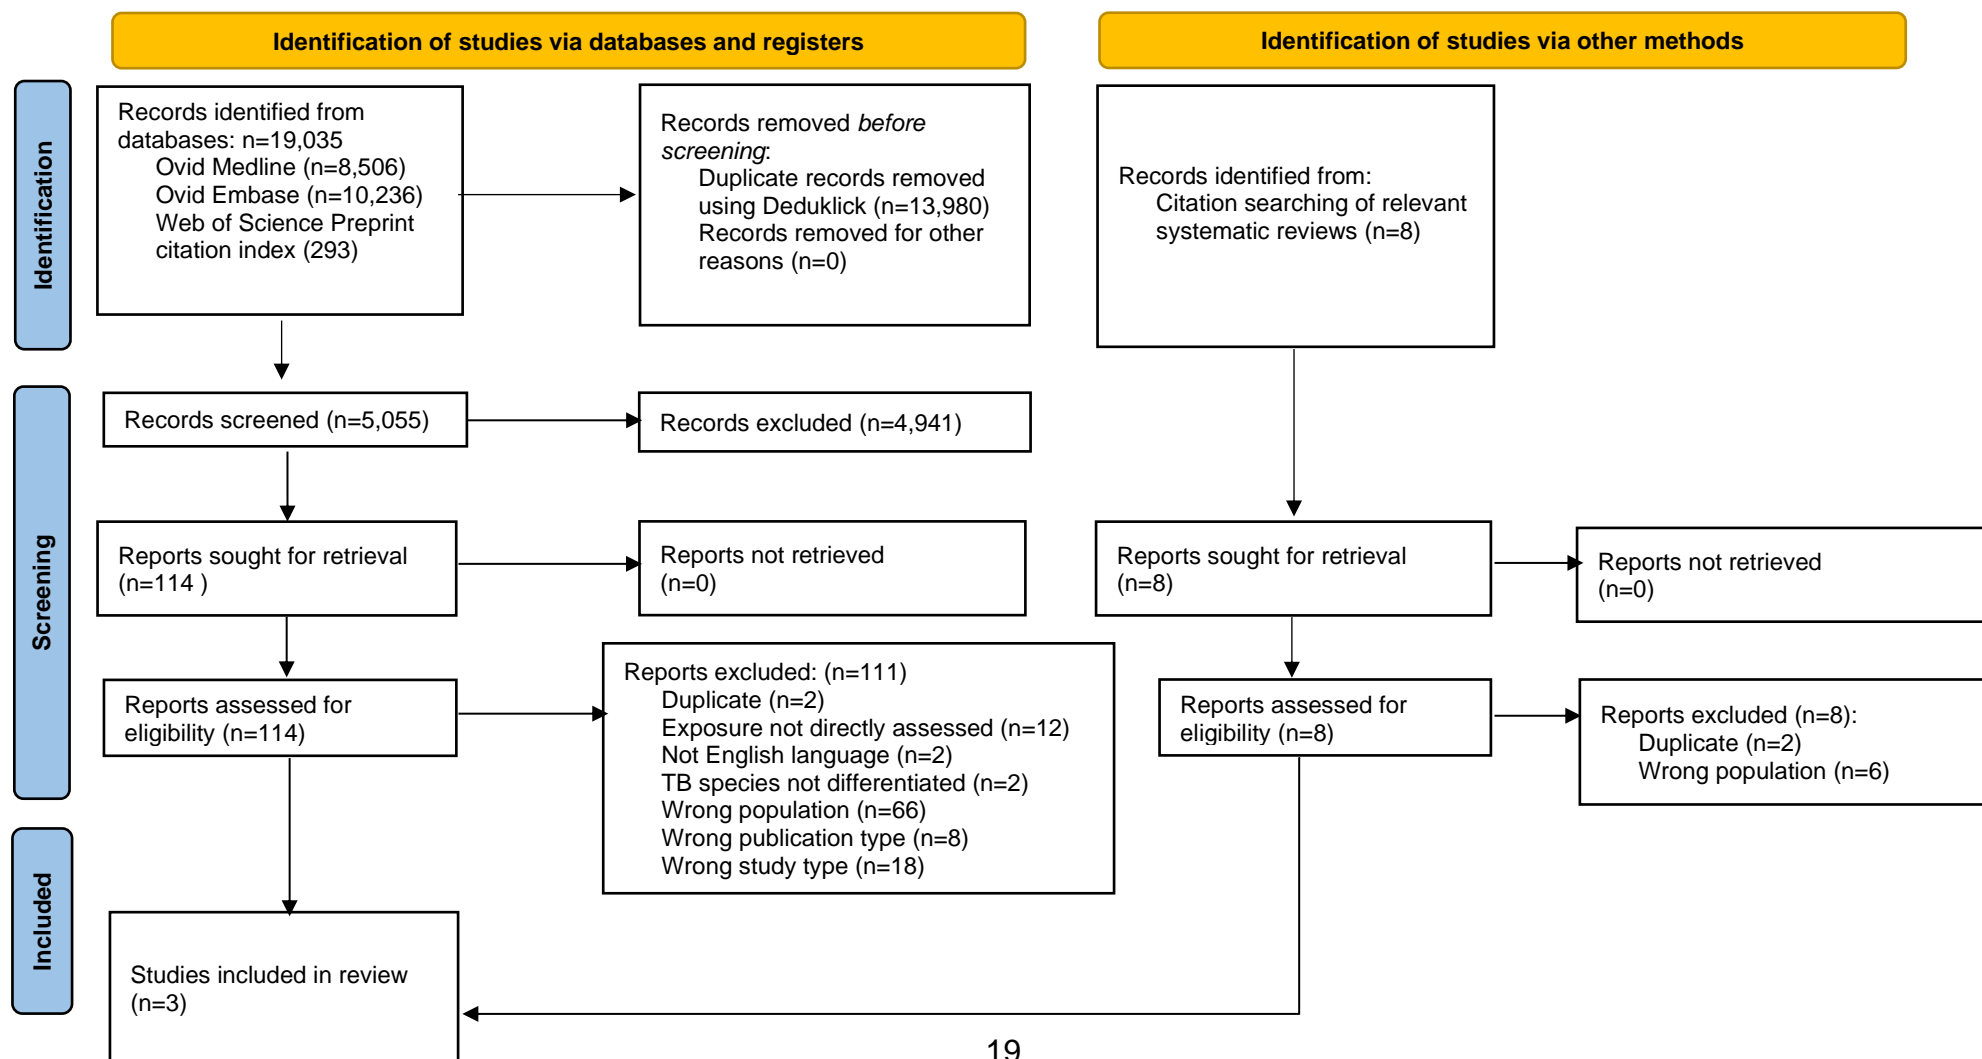 Identification of studies via databases and registers
Identification of studies via other methods
Identification
Records identified from
databases: n=19,035
Ovid Medline (n=8,506)
Ovid Embase (n=10,236)
Web of Science Preprint
citation index (293)
Records removed before
screening:
Duplicate records removed
using Deduklick (n=13,980)
Records removed for other
reasons (n=0)
Records identified from:
Citation searching of relevant
systematic reviews (n=8)
Screening
Records screened (n=5,055)
Records excluded (n=4,941)
Reports sought for retrieval
(n=114 )
Reports not retrieved
(n=0)
Reports sought for retrieval
(n=8)
Reports not retrieved
(n=0)
Reports assessed for
eligibility (n=114)
Reports excluded: (n=111)
Duplicate (n=2)
Exposure not directly assessed (n=12)
Not English language (n=2)
TB species not differentiated (n=2)
Wrong population (n=66)
Wrong publication type (n=8)
Wrong study type (n=18)
Reports assessed for
eligibility (n=8)
Reports excluded (n=8):
Duplicate (n=2)
Wrong population (n=6)
Included
Studies included in review
(n=3)
19